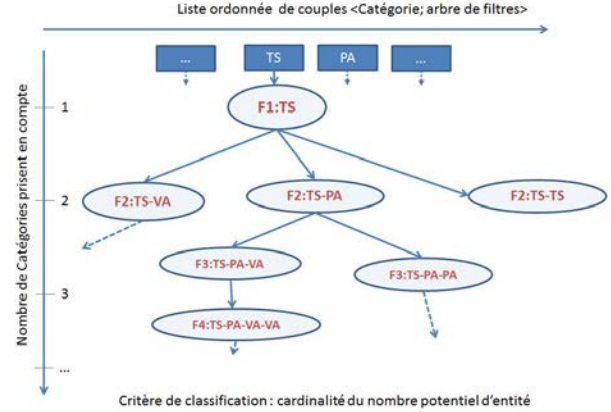 Liste ordonnée de couples <Catégorie; arbre de filtres>
... TS PA ...
1
F1:TS
Nombre de Catégories prisent en compte
2
F2:TS-VA F2:TS-PA F2:TS-TS
F3:TS-PA-VA F3:TS-PA-PA
3
F4:TS-PA-VA-VA
...
Critère de classification : cardinalité du nombre potentiel d'entité